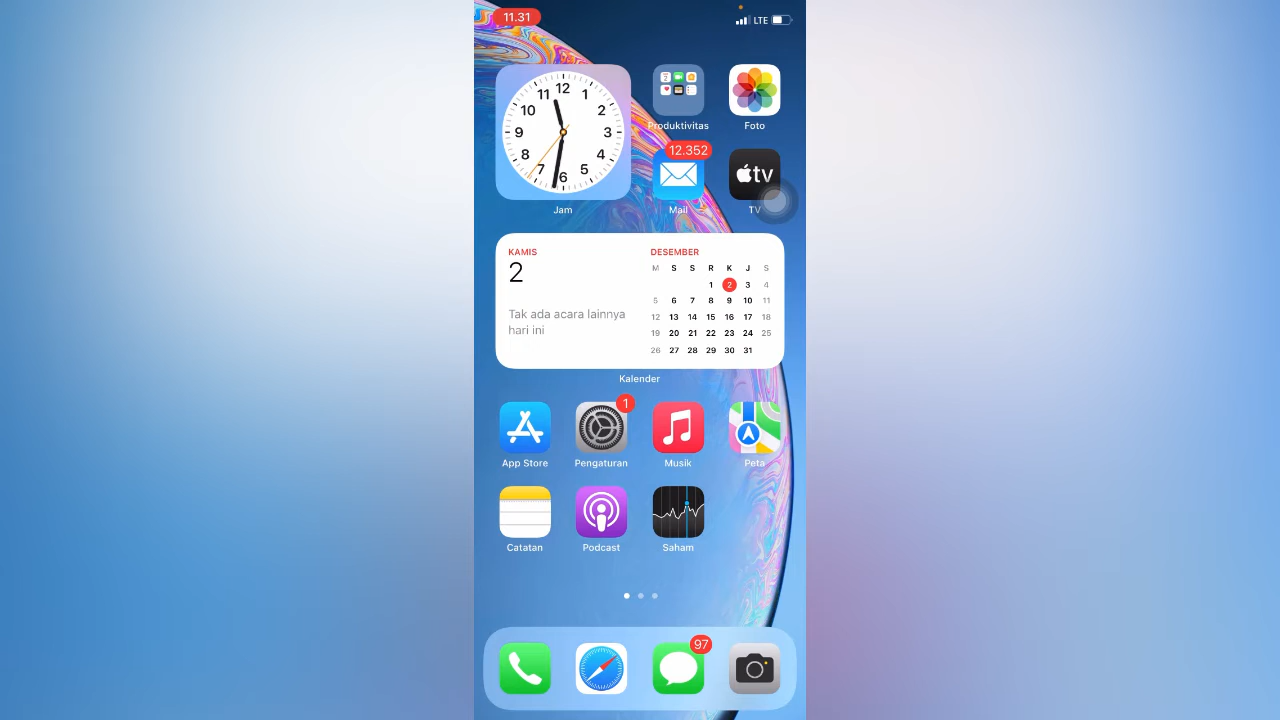 11.31
LTE
12
1
2
3
4
5
6
7
8
9
10
11
Jam
Produktivitas
Foto
12.352
Mail
tv
TV
KAMIS
2
Tak ada acara lainnya
hari ini
DESEMBER
M S S R K J S
1 2 3 4
5 6 7 8 9 10 11
12 13 14 15 16 17 18
19 20 21 22 23 24 25
26 27 28 29 30 31
Kalender
1
App Store Pengaturan Musik Peta
Catatan Podcast Saham
97